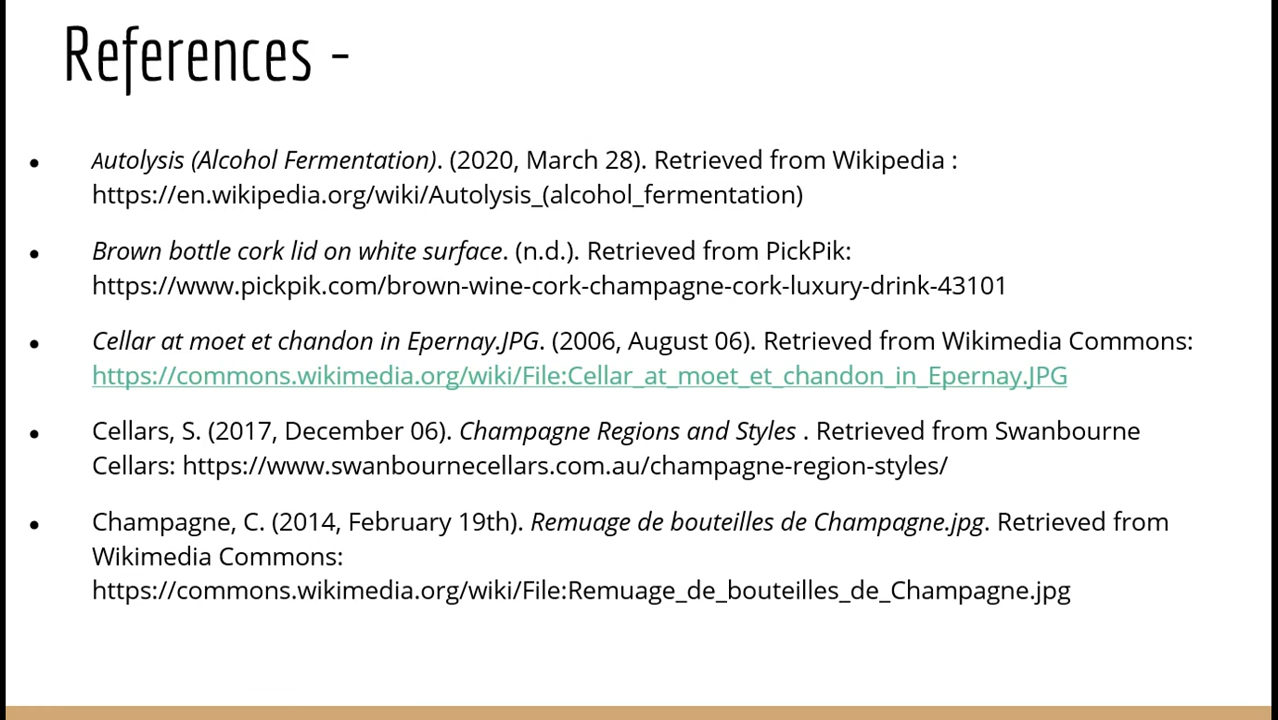 References -
• Autolysis (Alcohol Fermentation). (2020, March 28). Retrieved from Wikipedia :
https://en.wikipedia.org/wiki/Autolysis_(alcohol_fermentation)
• Brown bottle cork lid on white surface. (n.d.). Retrieved from PickPik:
https://www.pickpik.com/brown-wine-cork-champagne-cork-luxury-drink-43101
• Cellar at moet et chandon in Epernay.JPG. (2006, August 06). Retrieved from Wikimedia Commons:
https://commons.wikimedia.org/wiki/File:Cellar_at_moet_et_chandon_in_Epernay.JPG
• Cellars, S. (2017, December 06). Champagne Regions and Styles . Retrieved from Swanbourne
Cellars: https://www.swanbournecellars.com.au/champagne-region-styles/
• Champagne, C. (2014, February 19th). Remuage de bouteilles de Champagne.jpg. Retrieved from
Wikimedia Commons:
https://commons.wikimedia.org/wiki/File:Remuage_de_bouteilles_de_Champagne.jpg